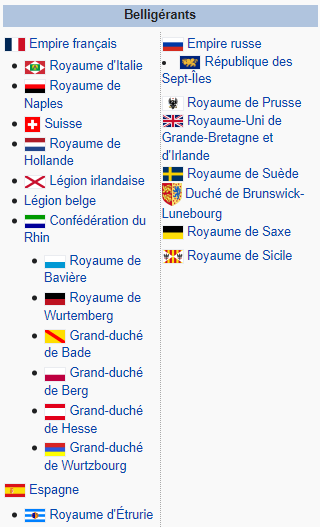 Belligérants
Empire français
Royaume d'Italie
Royaume de
Naples
Suisse
Royaume de
Hollande
Légion irlandaise
Légion belge
Confédération du
Rhin
Royaume de
Bavière
Royaume de
Wurtemberg
Grand-duché
de Bade
Grand-duché
de Berg
Grand-duché
de Hesse
Grand-duché
de Wurtzbourg
Espagne
Royaume d'Étrurie
Empire russe
République des
Sept-Îles
Royaume de Prusse
Royaume-Uni de
Grande-Bretagne et
d'Irlande
Royaume de Suède
Duché de Brunswick-
Lunebourg
Royaume de Saxe
Royaume de Sicile